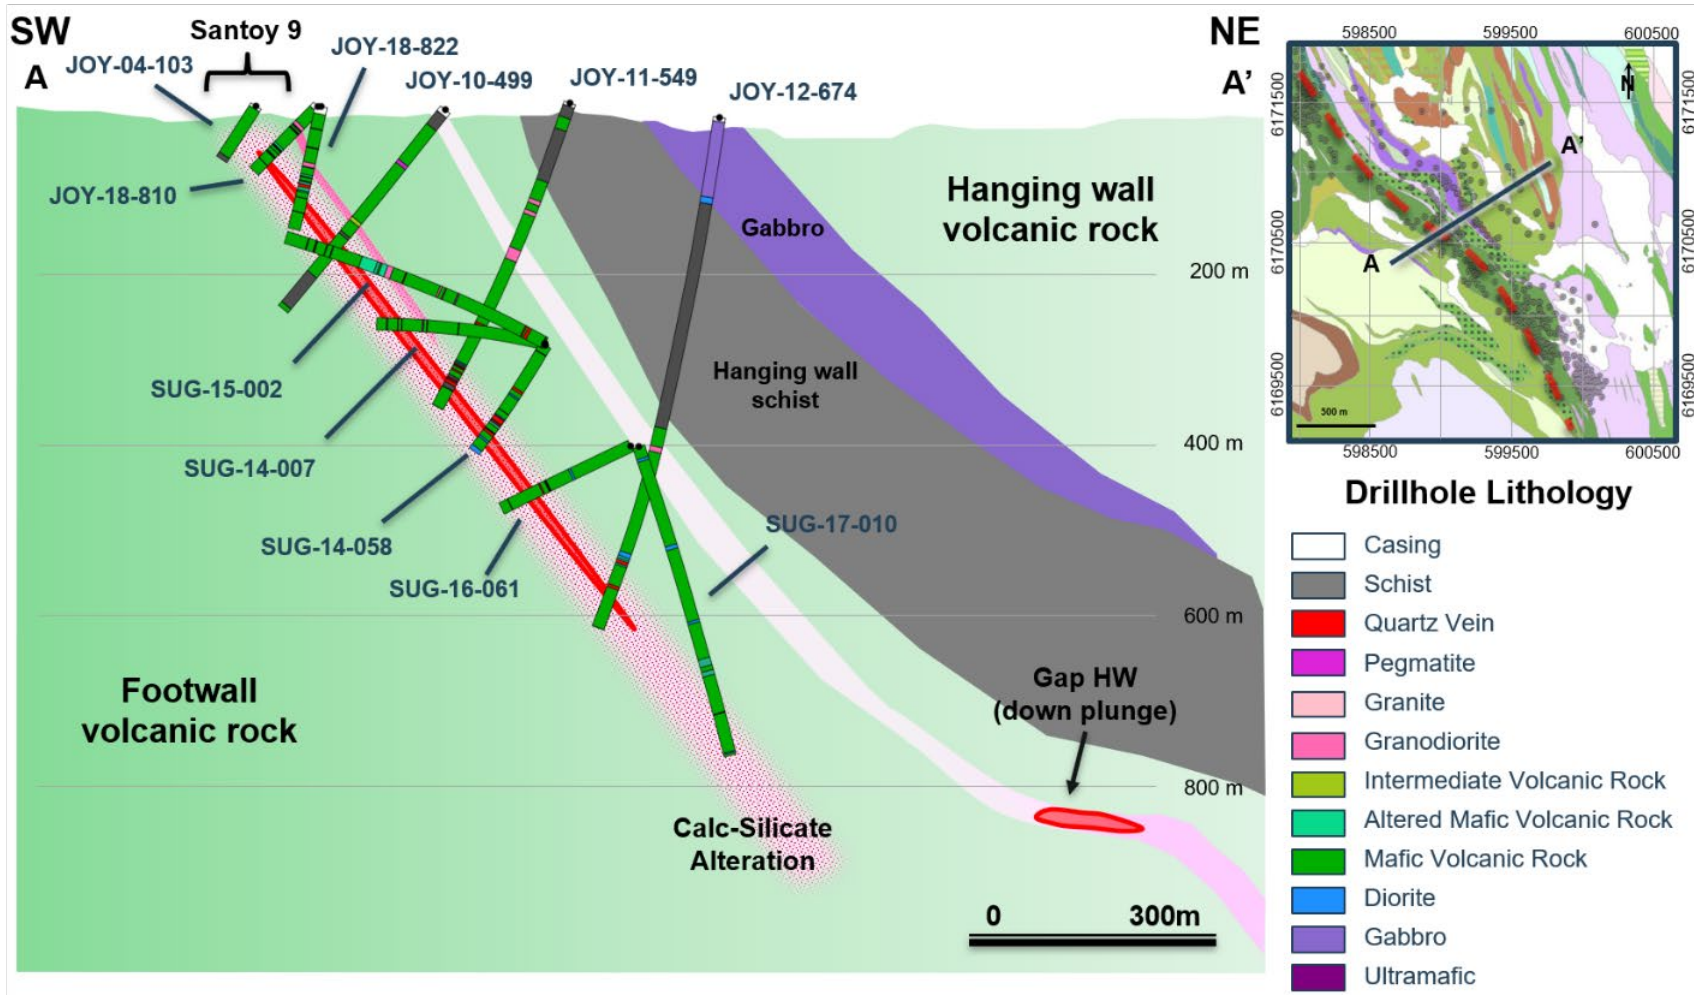 SW
A
Santoy 9
JOY-04-103
JOY-18-822
JOY-10-499
JOY-11-549
JOY-12-674
NE
A'
JOY-18-810
Gabbro
Hanging wall
volcanic rock
200 m
SUG-15-002
Hanging wall
schist
SUG-14-007
400 m
SUG-14-058
SUG-17-010
SUG-16-061
600 m
Footwall
volcanic rock
Gap HW
(down plunge)
800 m
Calc-Silicate
Alteration
0 300m
598500 599500 600500
6171500
6170500
6169500
6171500
6170500
6169500
N
A'
A
500 m
598500 599500 600500
Drillhole Lithology
Casing
Schist
Quartz Vein
Pegmatite
Granite
Granodiorite
Intermediate Volcanic Rock
Altered Mafic Volcanic Rock
Mafic Volcanic Rock
Diorite
Gabbro
Ultramafic